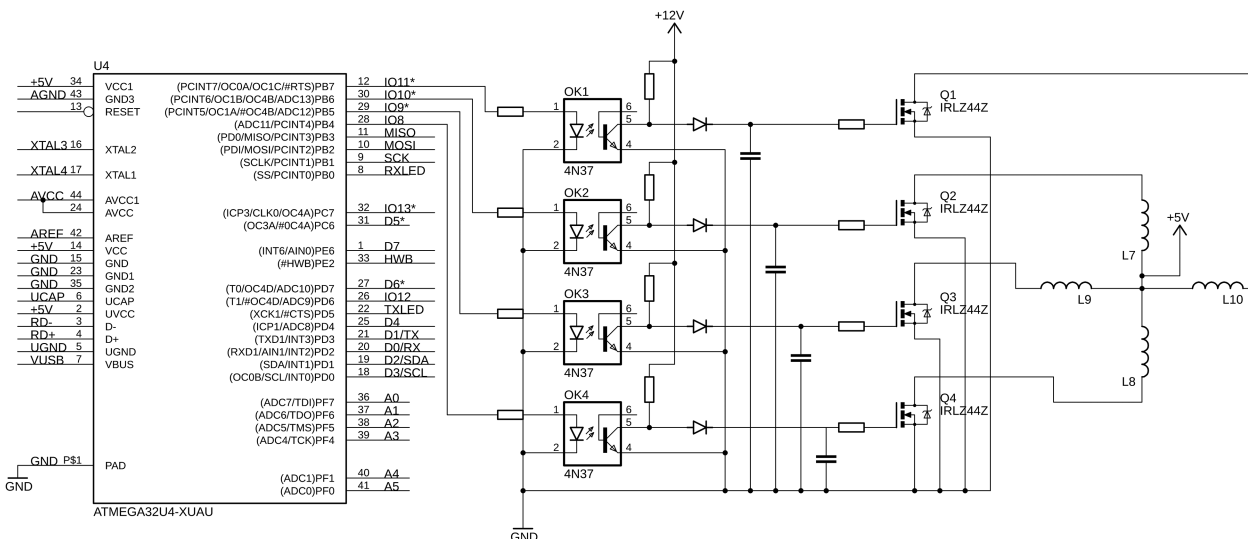 +12V
U4
+5V 34 VCC1
AGND 43 GND3
13 RESET
XTAL3 16 XTAL2
XTAL4 17 XTAL1
AVCC 44 AVCC1
24 AVCC
AREF 42 AREF
+5V 14 VCC
GND 15 GND
GND 23 GND1
GND 35 GND2
UCAP 6 UCAP
+5V 2 UVCC
RD- 3 D-
RD+ 4 D+
UGND 5 UGND
VUSB 7 VBUS
GND P$1 PAD
GND
(PCINT7/OC0A/OC1C/#RTS)PB7 12 IO11*
(PCINT6/OC1B/OC4B/ADC13)PB6 30 IO10*
(PCINT5/OC1A/#OC4B/ADC12)PB5 29 IO9*
(ADC11/PCINT4)PB4 28 IO8
(PD0/MISO/PCINT3)PB3 11 MISO
(PDI/MOSI/PCINT2)PB2 10 MOSI
(SCLK/PCINT1)PB1 9 SCK
(SS/PCINT0)PB0 8 RXLED
(ICP3/CLK0/OC4A)PC7 32 IO13*
(OC3A/#0C4A)PC6 31 D5*
(INT6/AIN0)PE6 1 D7
(#HWB)PE2 33 HWB
(T0/OC4D/ADC10)PD7 27 D6*
(T1/#OC4D/ADC9)PD6 26 IO12
(XCK1/#CTS)PD5 22 TXLED
(ICP1/ADC8)PD4 25 D4
(TXD1/INT3)PD3 21 D1/TX
(RXD1/AIN1/INT2)PD2 20 D0/RX
(SDA/INT1)PD1 19 D2/SDA
(OC0B/SCL/INT0)PD0 18 D3/SCL
(ADC7/TDI)PF7 36 A0
(ADC6/TDO)PF6 37 A1
(ADC5/TMS)PF5 38 A2
(ADC4/TCK)PF4 39 A3
(ADC1)PF1 40 A4
(ADC0)PF0 41 A5
ATMEGA32U4-XUAU
OK1
1 6
5
2 4
4N37
OK2
1 6
5
2 4
4N37
OK3
1 6
5
2 4
4N37
OK4
1 6
5
2 4
4N37
GND
Q1
IRLZ44Z
Q2
IRLZ44Z
Q3
IRLZ44Z
Q4
IRLZ44Z
+5V
L7
L9
L10
L8